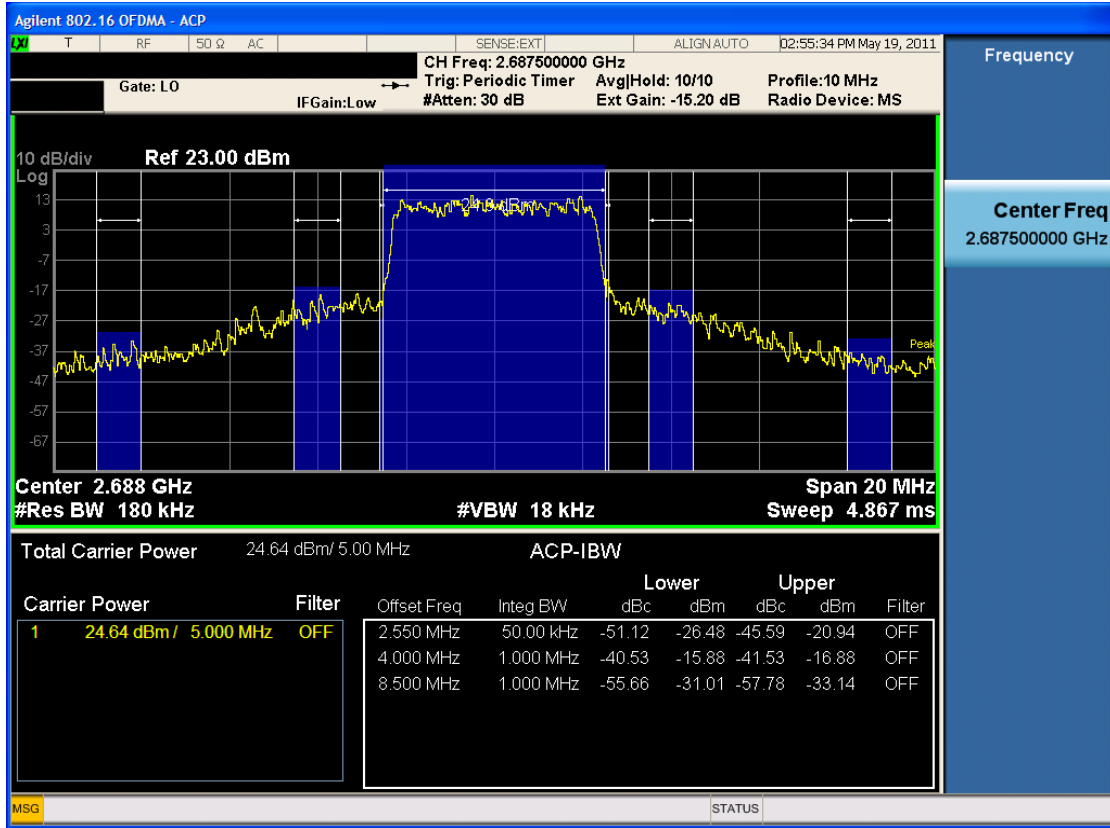 Agilent 802.16 OFDMA - ACP
LXI T RF 50 Ω AC SENSE:EXT ALIGN AUTO 02:55:34 PM May 19, 2011
CH Freq: 2.687500000 GHz
Gate: LO Trig: Periodic Timer Avg|Hold: 10/10 Profile:10 MHz
IFGain:Low #Atten: 30 dB Ext Gain: -15.20 dB Radio Device: MS
Frequency
10 dB/div Ref 23.00 dBm
Log
13
3
-7
-17
-27
-37
-47
-57
-67
Peak
Center Freq
2.687500000 GHz
Center 2.688 GHz Span 20 MHz
#Res BW 180 kHz #VBW 18 kHz Sweep 4.867 ms
Total Carrier Power 24.64 dBm/ 5.00 MHz ACP-IBW
Lower Upper
Carrier Power Filter Offset Freq Integ BW dBc dBm dBc dBm Filter
1 24.64 dBm / 5.000 MHz OFF 2.550 MHz 50.00 kHz -51.12 -26.48 -45.59 -20.94 OFF
4.000 MHz 1.000 MHz -40.53 -15.88 -41.53 -16.88 OFF
8.500 MHz 1.000 MHz -55.66 -31.01 -57.78 -33.14 OFF
MSG STATUS